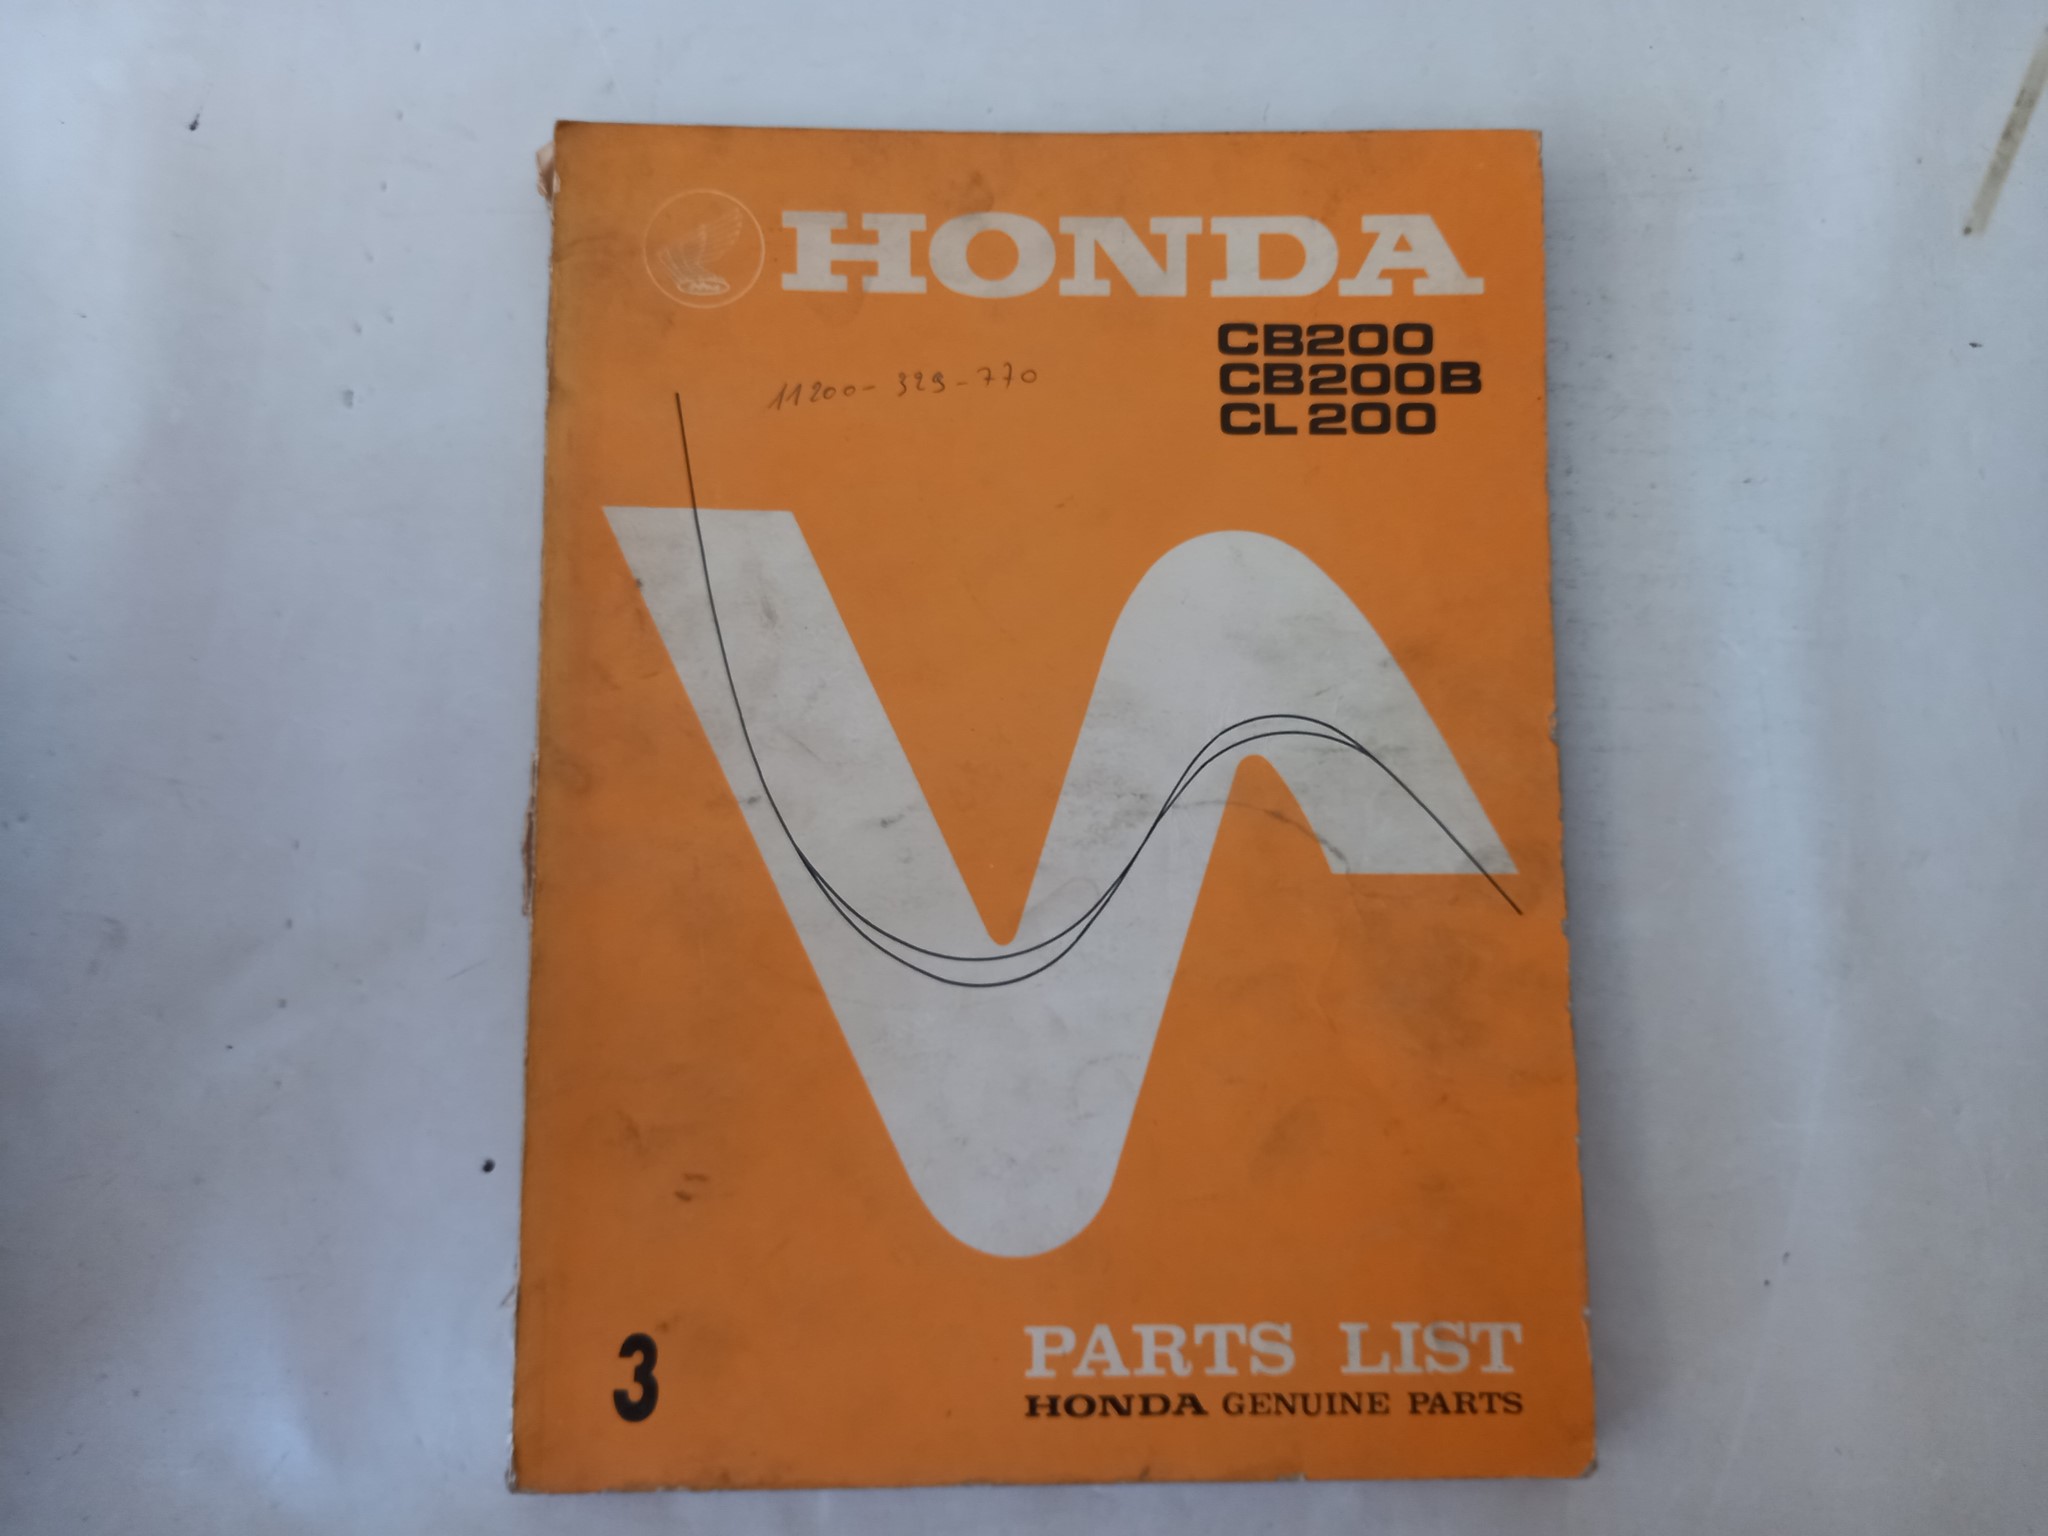 HONDA
CB200
CB200B
CL200
11200-329-770
3
PARTS LIST
HONDA GENUINE PARTS